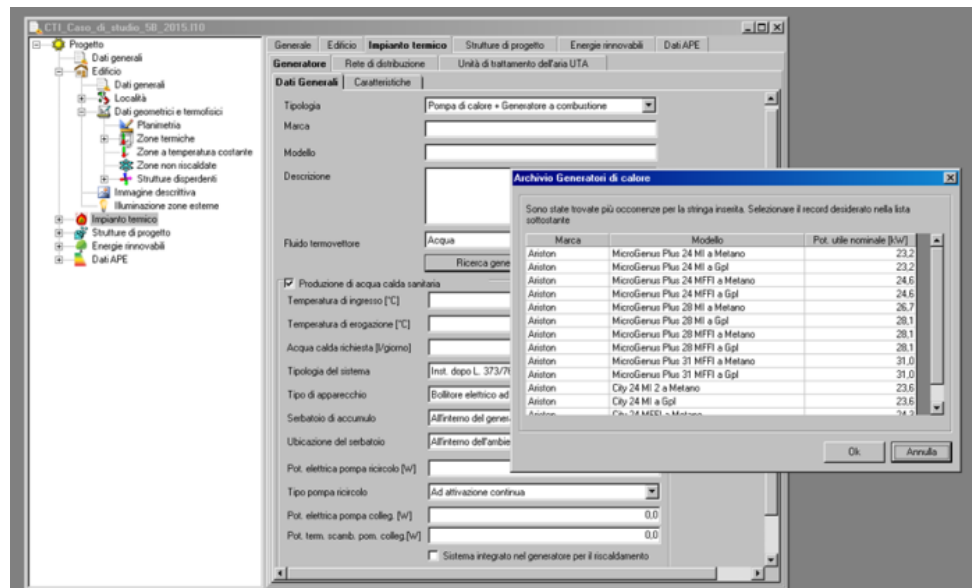 CTI_Caso_di_studio_5B_2015.I10
Progetto
Dati generali
Edificio
Dati generali
Località
Dati geometrici e termofisici
Planimetria
Zone termiche
Zone a temperatura costante
Zone non riscaldate
Strutture disperdenti
Immagine descrittiva
Illuminazione zone esterne
Impianto termico
Strutture di progetto
Energie rinnovabili
Dati APE
Generale Edificio Impianto termico Strutture di progetto Energie rinnovabili Dati APE
Generatore Rete di distribuzione Unità di trattamento dell'aria UTA
Dati Generali Caratteristiche
Tipologia Pompa di calore + Generatore a combustione
Marca
Modello
Descrizione
Fluido termovettore Acqua
Ricerca gene
Produzione di acqua calda sanitaria
Temperatura di ingresso [°C]
Temperatura di erogazione [°C]
Acqua calda richiesta [l/giorno]
Tipologia del sistema Inst. dopo L. 373/76
Tipo di apparecchio Bollitore elettrico ad
Serbatoio di accumulo All'interno del gener
Ubicazione del serbatoio All'interno dell'ambie
Pot. elettrica pompa ricircolo [W]
Tipo pompa ricircolo Ad attivazione continua
Pot. elettrica pompa colleg. [W] 0,0
Pot. term. scamb. pom. colleg.[W] 0,0
Sistema integrato nel generatore per il riscaldamento
Archivio Generatori di calore
Sono state trovate più occorrenze per la stringa inserita. Selezionare il record desiderato nella lista
sottostante
Marca Modello Pot. utile nominale [kW]
Ariston MicroGenus Plus 24 MI a Metano 23,2
Ariston MicroGenus Plus 24 MI a Gpl 23,2
Ariston MicroGenus Plus 24 MFFI a Metano 24,6
Ariston MicroGenus Plus 24 MFFI a Gpl 24,6
Ariston MicroGenus Plus 28 MI a Metano 26,7
Ariston MicroGenus Plus 28 MI a Gpl 28,1
Ariston MicroGenus Plus 28 MFFI a Metano 28,1
Ariston MicroGenus Plus 28 MFFI a Gpl 28,1
Ariston MicroGenus Plus 31 MFFI a Metano 31,0
Ariston MicroGenus Plus 31 MFFI a Gpl 31,0
Ariston City 24 MI 2 a Metano 23,6
Ariston City 24 MI a Gpl 23,6
Ariston City 24 MFFI a Metano 24,3
Ok Annulla